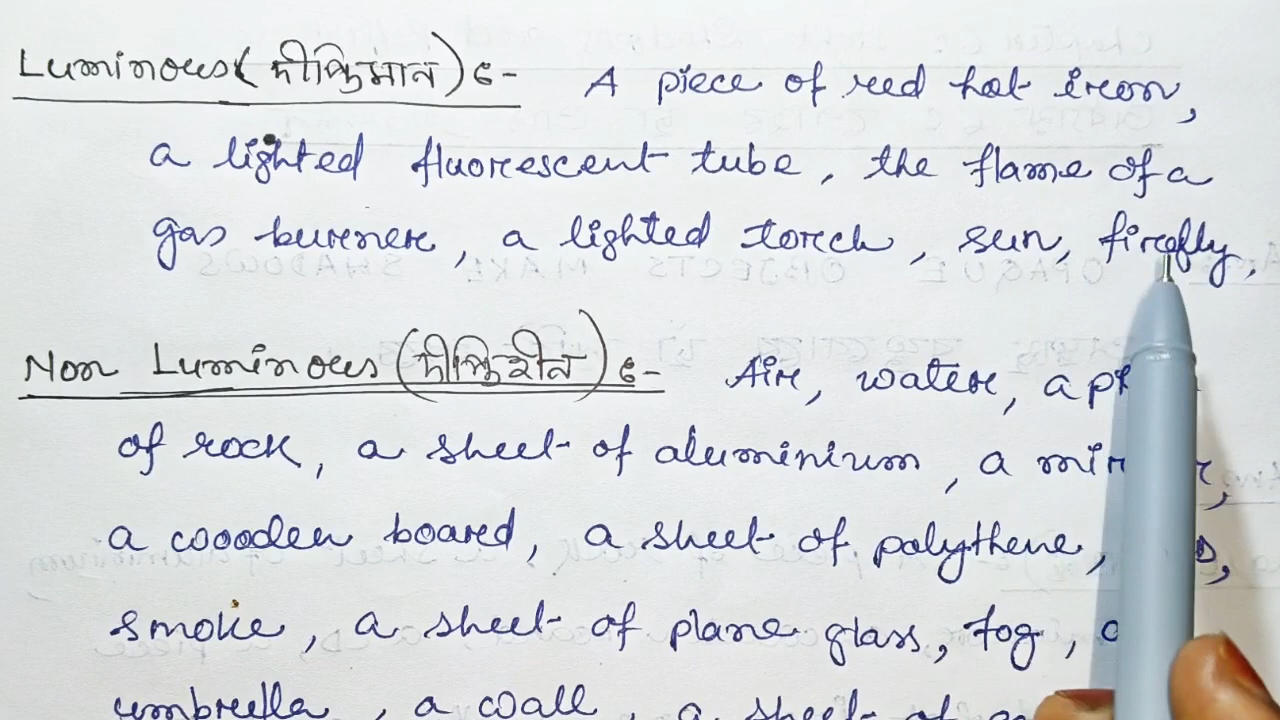 Luminous (দীপ্তিমান) ঃ- A piece of red hot iron,
a lighted fluorescent tube, the flame of a
gas burner, a lighted torch, sun, firefly,
Non Luminous (দীপ্তিহীন) ঃ- Air, water, a
of rock, a sheet of aluminium, a
a wooden board, a sheet of polythene,
smoke, a sheet of plane glass, fog,
umbrella, a wall, a sheet of